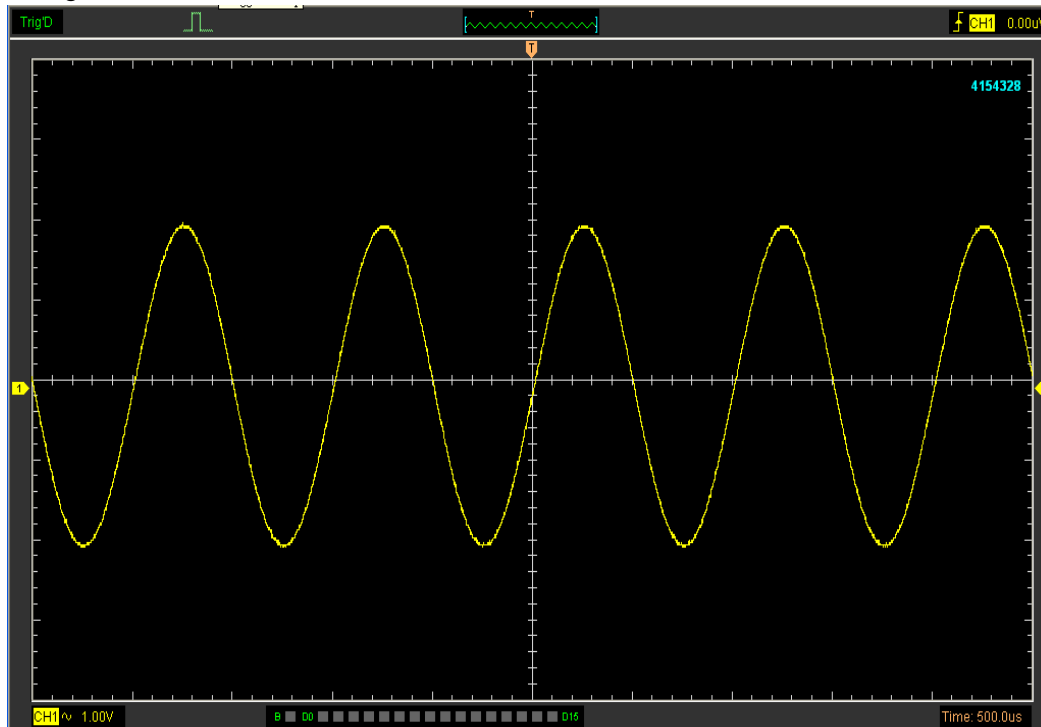 Trig'D
T
CH1 0.00uV
T
4154328
1
CH1 1.00V
B D0 D15
Time: 500.0us